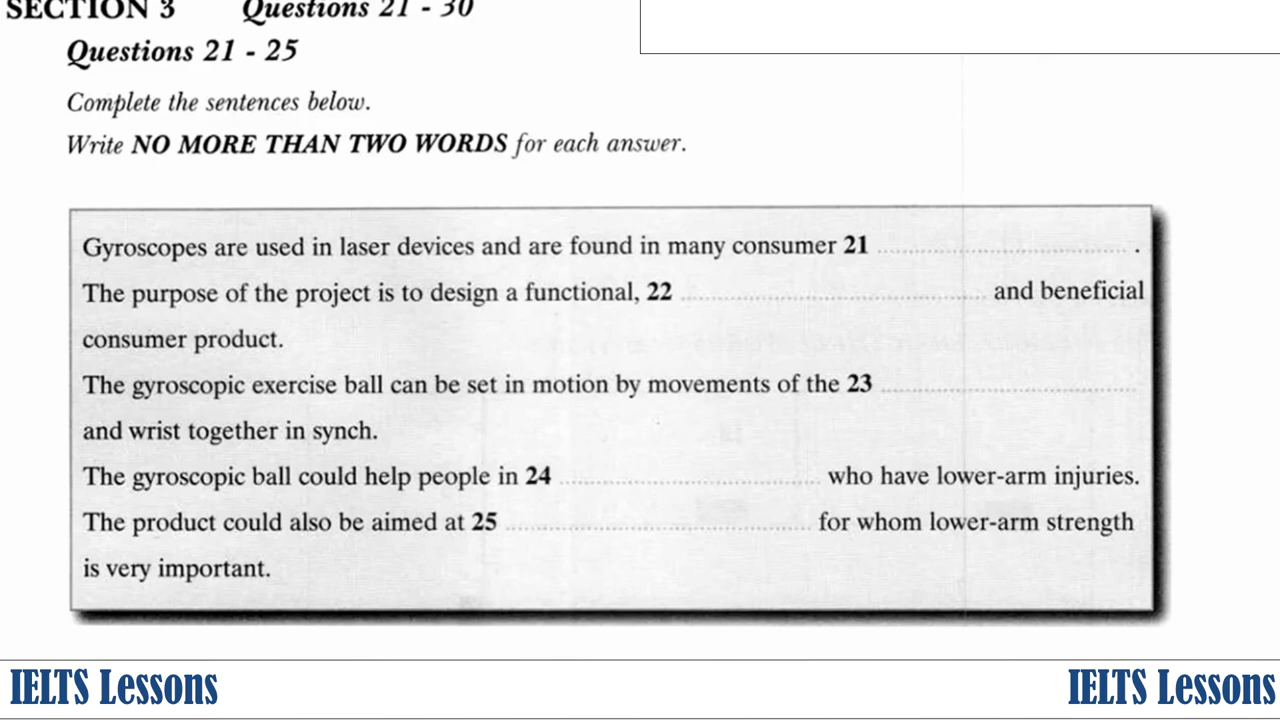 SECTION 3 Questions 21 - 30
Questions 21 - 25
Complete the sentences below.
Write NO MORE THAN TWO WORDS for each answer.
Gyroscopes are used in laser devices and are found in many consumer 21 .................... .
The purpose of the project is to design a functional, 22 .................... and beneficial
consumer product.
The gyroscopic exercise ball can be set in motion by movements of the 23 ....................
and wrist together in synch.
The gyroscopic ball could help people in 24 .................... who have lower-arm injuries.
The product could also be aimed at 25 .................... for whom lower-arm strength
is very important.
IELTS Lessons IELTS Lessons